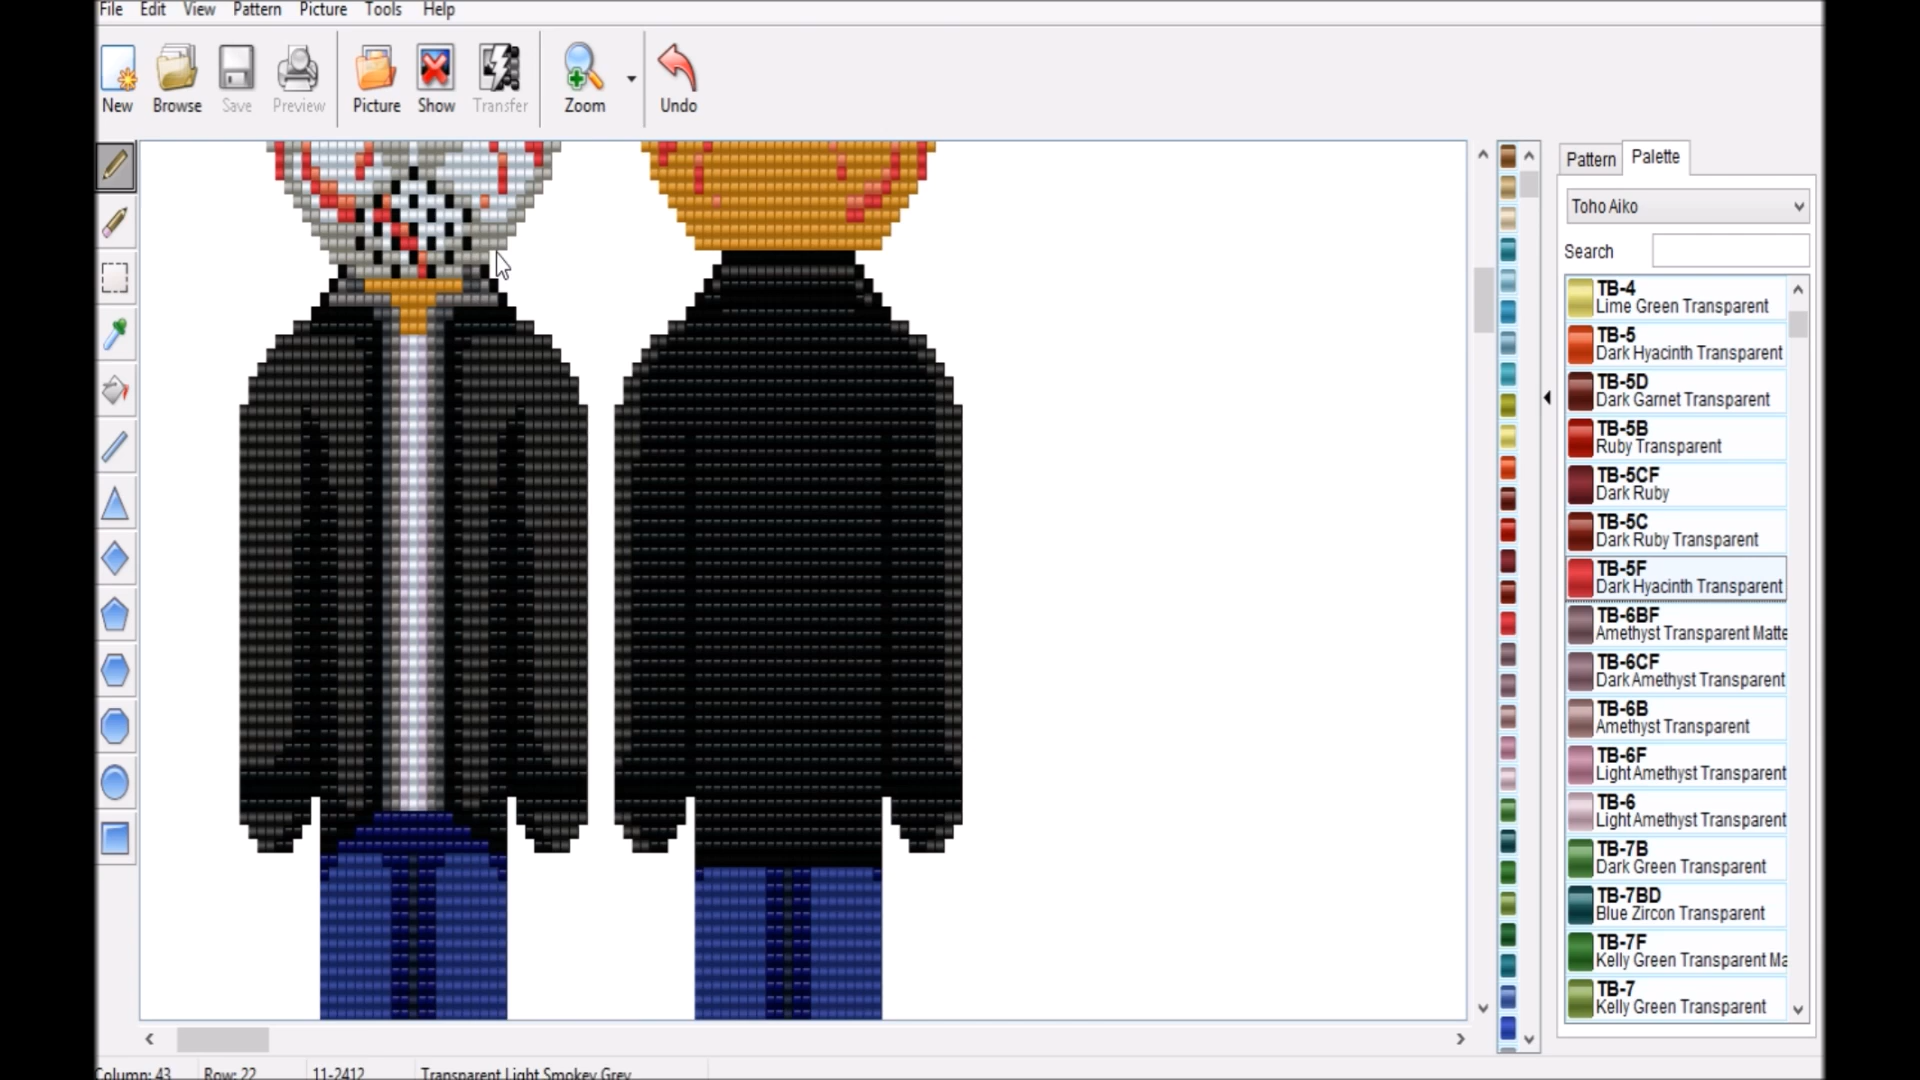 File Edit View Pattern Picture Tools Help
New Browse Save Preview Picture Show Transfer Zoom Undo
Pattern Palette
Toho Aiko
Search
TB-4
Lime Green Transparent
TB-5
Dark Hyacinth Transparent
TB-5D
Dark Garnet Transparent
TB-5B
Ruby Transparent
TB-5CF
Dark Ruby
TB-5C
Dark Ruby Transparent
TB-5F
Dark Hyacinth Transparent
TB-6BF
Amethyst Transparent Matte
TB-6CF
Dark Amethyst Transparent
TB-6B
Amethyst Transparent
TB-6F
Light Amethyst Transparent
TB-6
Light Amethyst Transparent
TB-7B
Dark Green Transparent
TB-7BD
Blue Zircon Transparent
TB-7F
Kelly Green Transparent Ma
TB-7
Kelly Green Transparent
Column: 43 Row: 22 11-2412 Transparent Light Smokey Grey